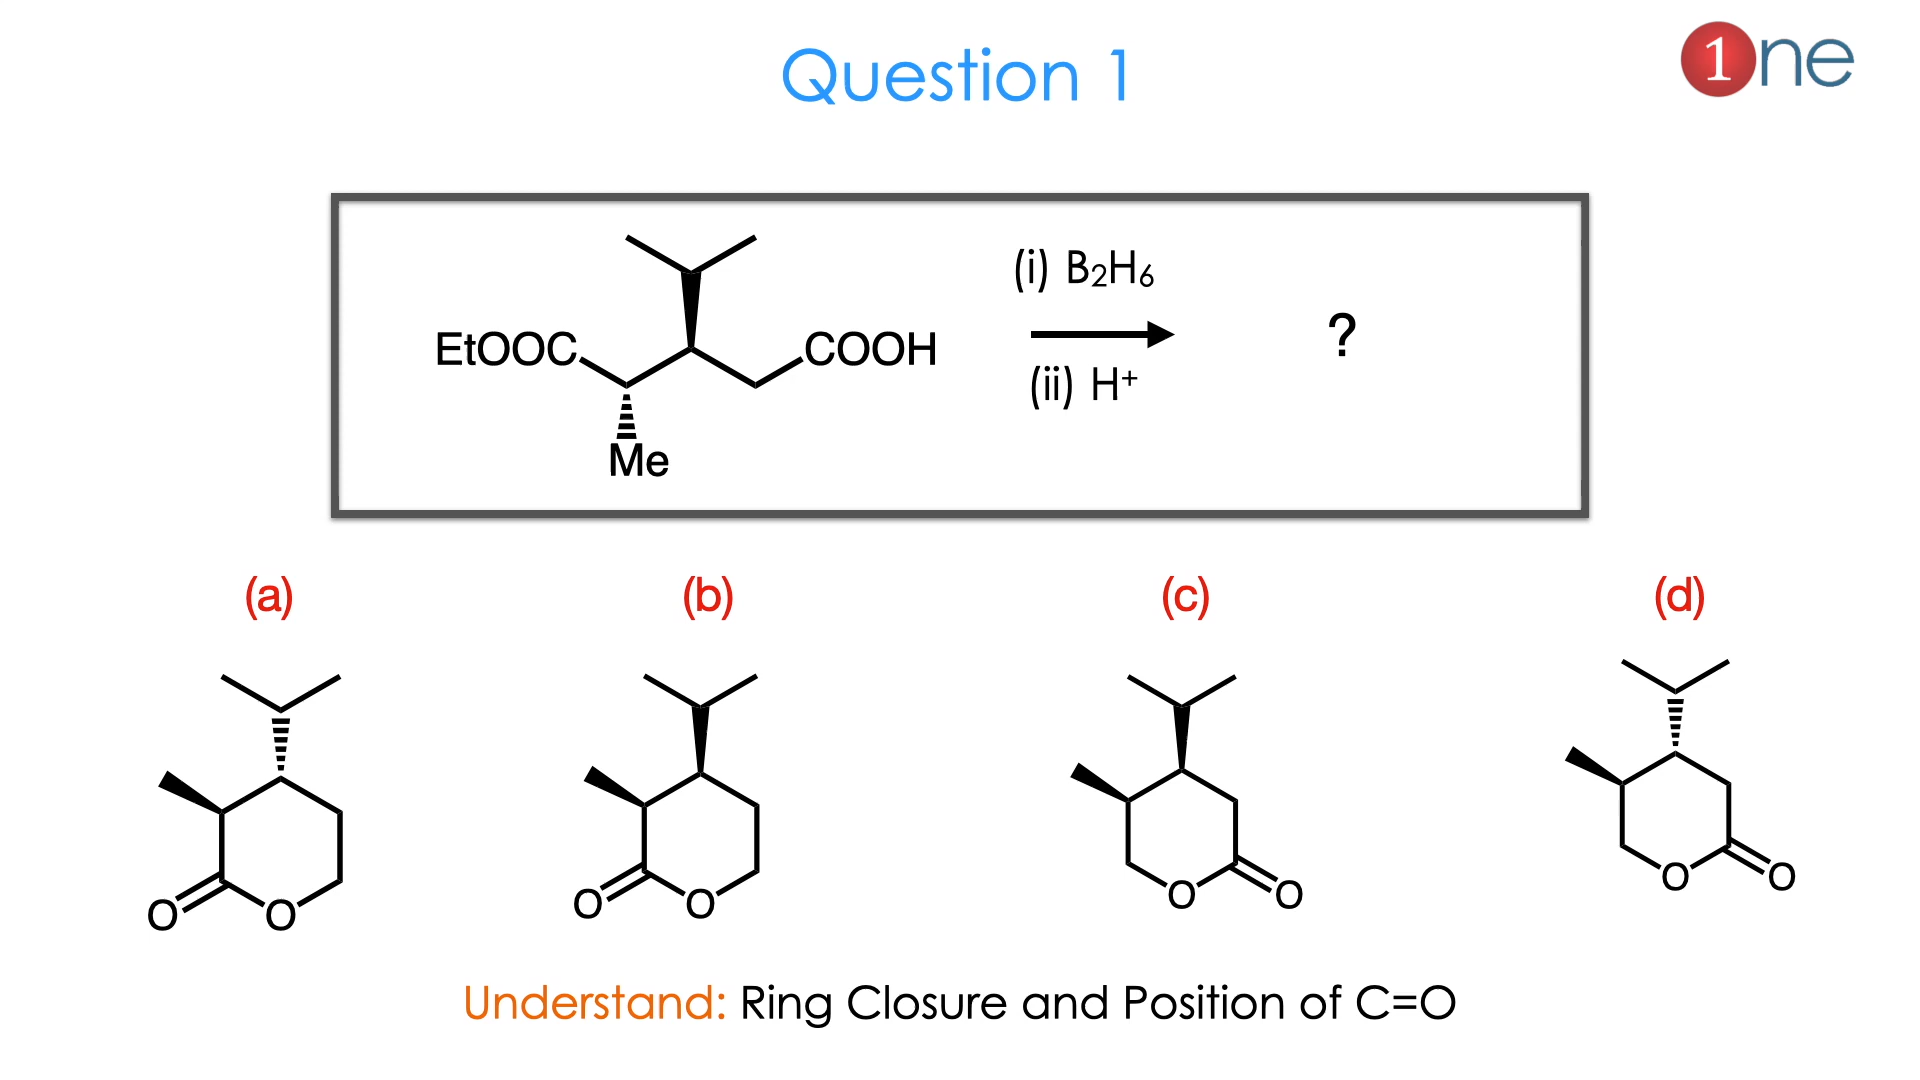 Question 1
1ne
(i) B₂H₆
EtOOC
COOH
?
(ii) H⁺
Me
(a) (b) (c) (d)
O O
O O
O O
O O
Understand: Ring Closure and Position of C=O